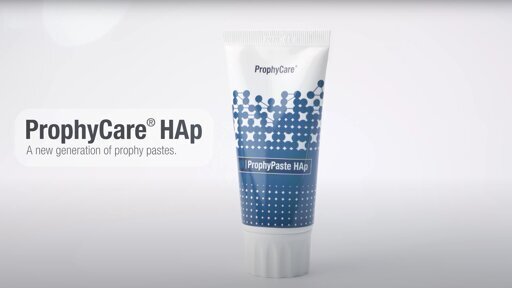 ProphyCare® HAp
A new generation of prophy pastes.
ProphyCare®
ProphyPaste HAp